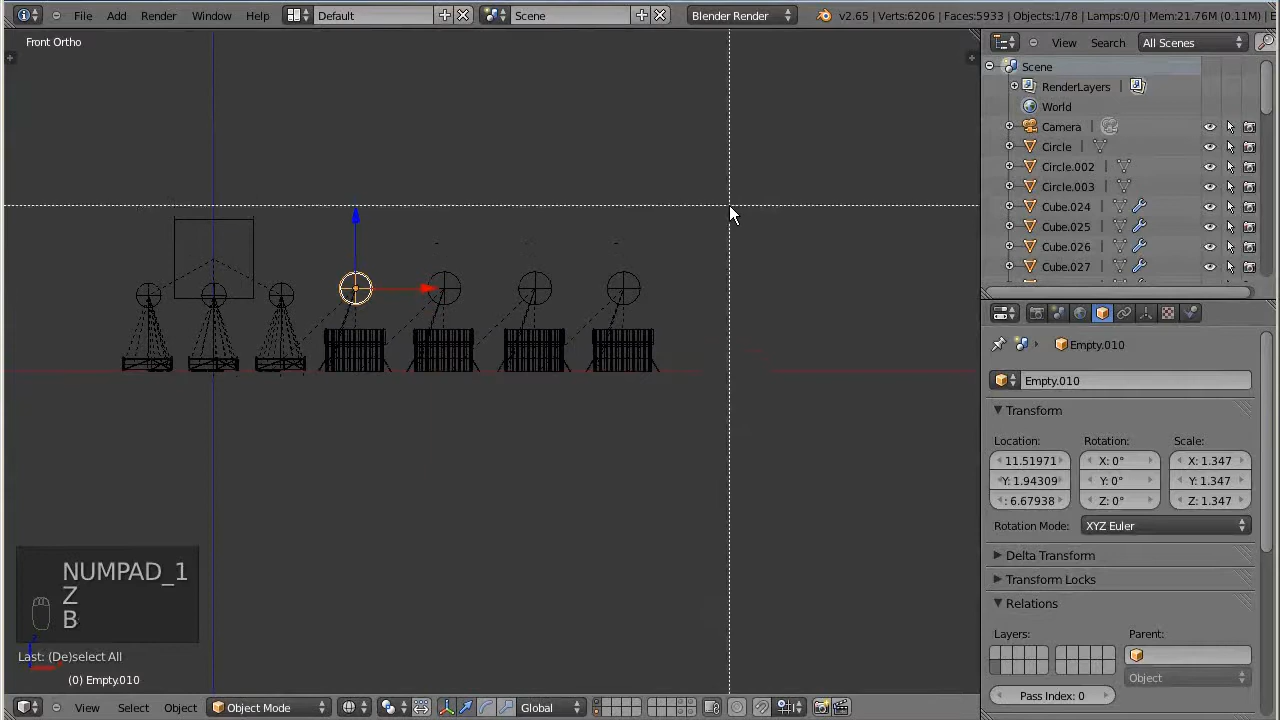 File Add Render Window Help Default Scene Blender Render v2.65 | Verts:6206 | Faces:5933 | Objects:1/78 | Lamps:0/0 | Mem:21.76M (0.11M) |
Front Ortho
View Search All Scenes
Scene
RenderLayers
World
Camera
Circle
Circle.002
Circle.003
Cube.024
Cube.025
Cube.026
Cube.027
Empty.010
Empty.010
Transform
Location: Rotation: Scale:
11.51971 X: 0° X: 1.347
Y: 1.94309 Y: 0° Y: 1.347
: 6.67938 Z: 0° Z: 1.347
Rotation Mode: XYZ Euler
Delta Transform
Transform Locks
Relations
Layers: Parent:
Object
Pass Index: 0
NUMPAD_1
Z
B
Last: (De)select All
(0) Empty.010
View Select Object Object Mode Global